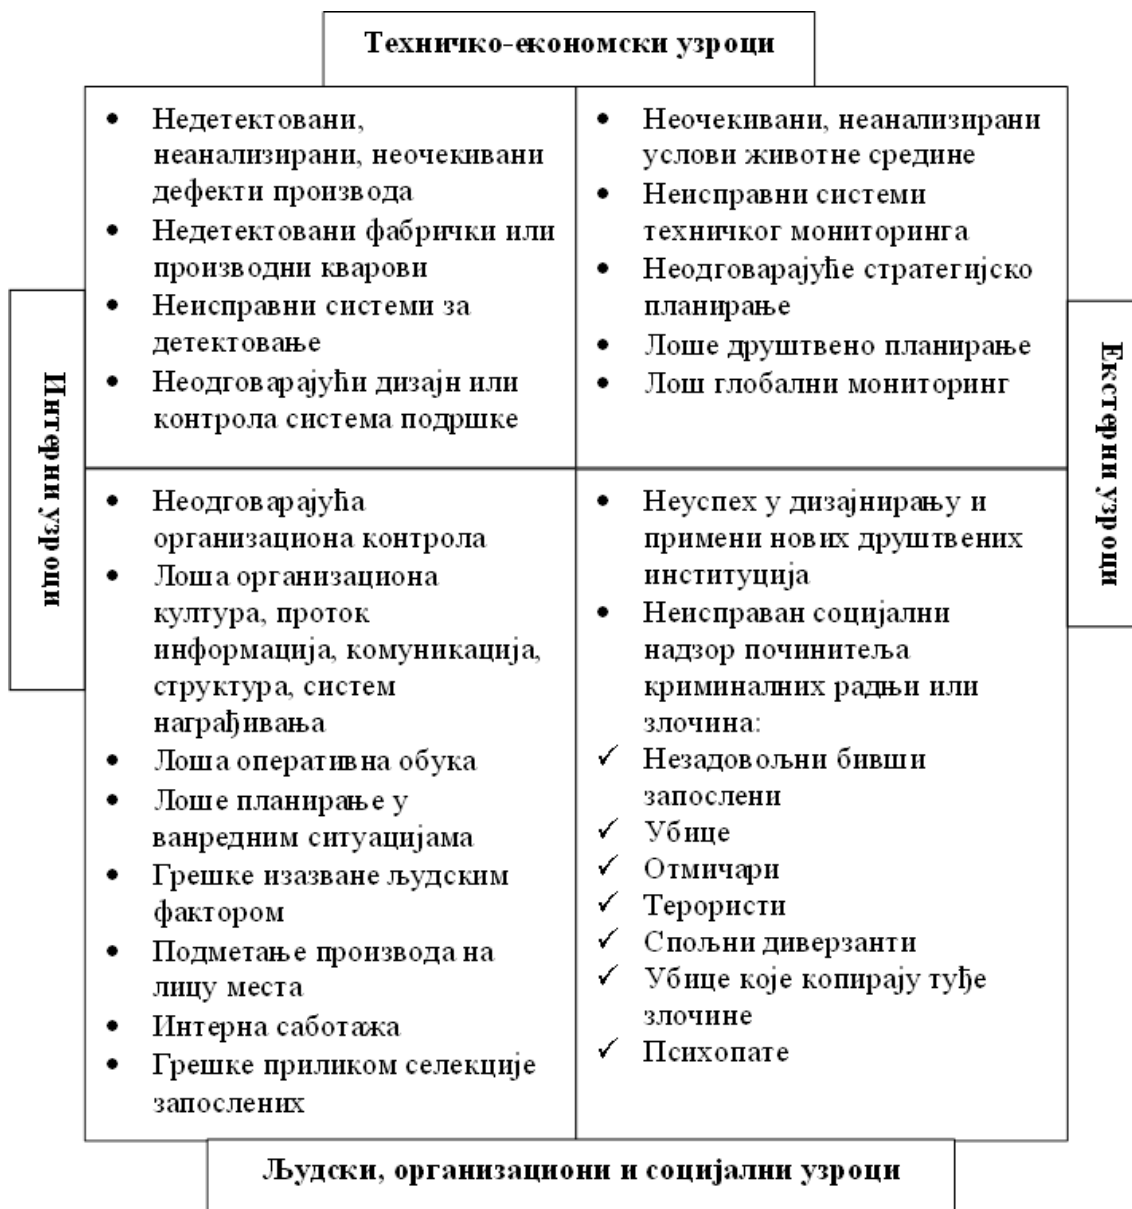 Техничко-економски узроци
• Недетектовани,
неанализирани, неочекивани
дефекти производа
• Недетектовани фабрички или
производни кварови
• Неисправни системи за
детектовање
• Неодговарајући дизајн или
контрола система подршке
• Неочекивани, неанализирани
услови животне средине
• Неисправни системи
техничког мониторинга
• Неодговарајуће стратегијско
планирање
• Лоше друштвено планирање
• Лош глобални мониторинг
Интерни узроци
Екстерни узроци
• Неодговарајућа
организациона контрола
• Лоша организациона
култура, проток
информација, комуникација,
структура, систем
награђивања
• Лоша оперативна обука
• Лоше планирање у
ванредним ситуацијама
• Грешке изазване људским
фактором
• Подметање производа на
лицу места
• Интерна саботажа
• Грешке приликом селекције
запослених
• Неуспех у дизајнирању и
примени нових друштвених
институција
• Неисправан социјални
надзор починитеља
криминалних радњи или
злочина:
✓ Незадовољни бивши
запослени
✓ Убице
✓ Отмичари
✓ Терористи
✓ Спољни диверзанти
✓ Убице које копирају туђе
злочине
✓ Психопате
Људски, организациони и социјални узроци